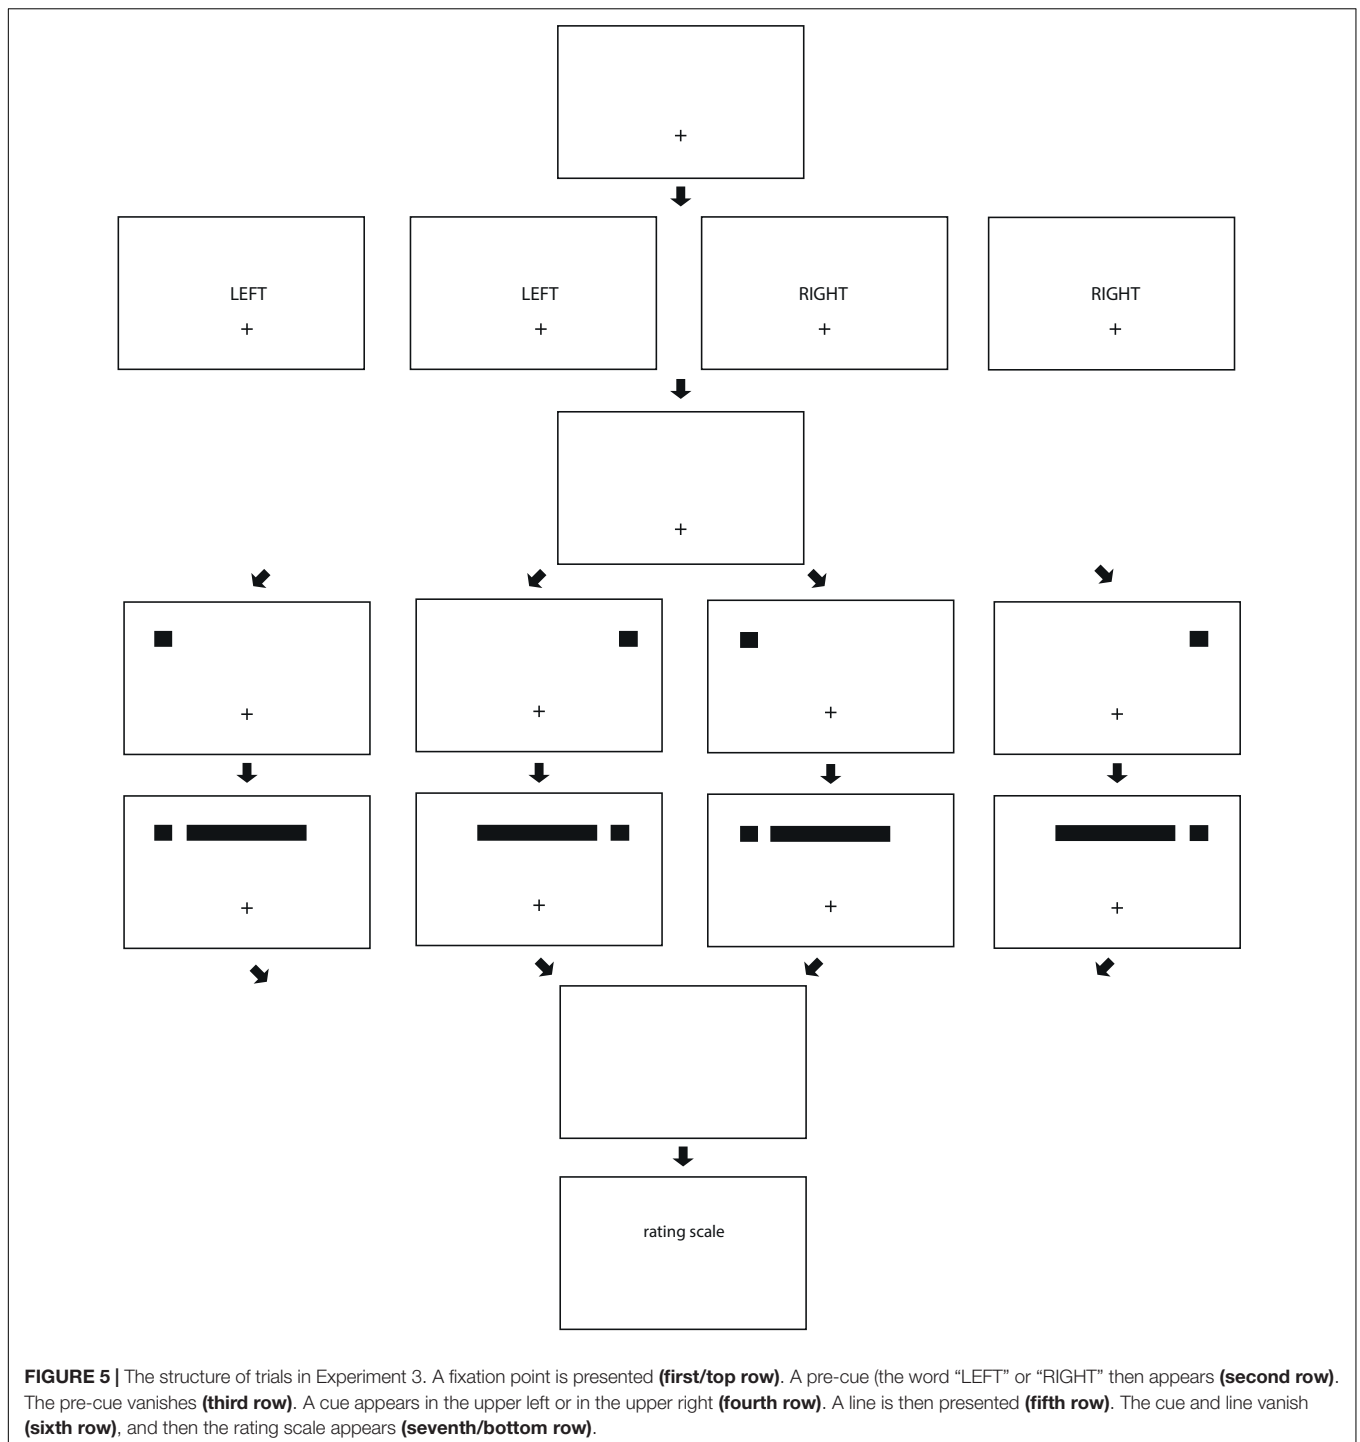 +
LEFT
+
LEFT
+
RIGHT
+
RIGHT
+
+
+
+
+
+
+
+
+
+
rating scale
FIGURE 5 | The structure of trials in Experiment 3. A fixation point is presented (first/top row). A pre-cue (the word “LEFT” or “RIGHT” then appears (second row).
The pre-cue vanishes (third row). A cue appears in the upper left or in the upper right (fourth row). A line is then presented (fifth row). The cue and line vanish
(sixth row), and then the rating scale appears (seventh/bottom row).